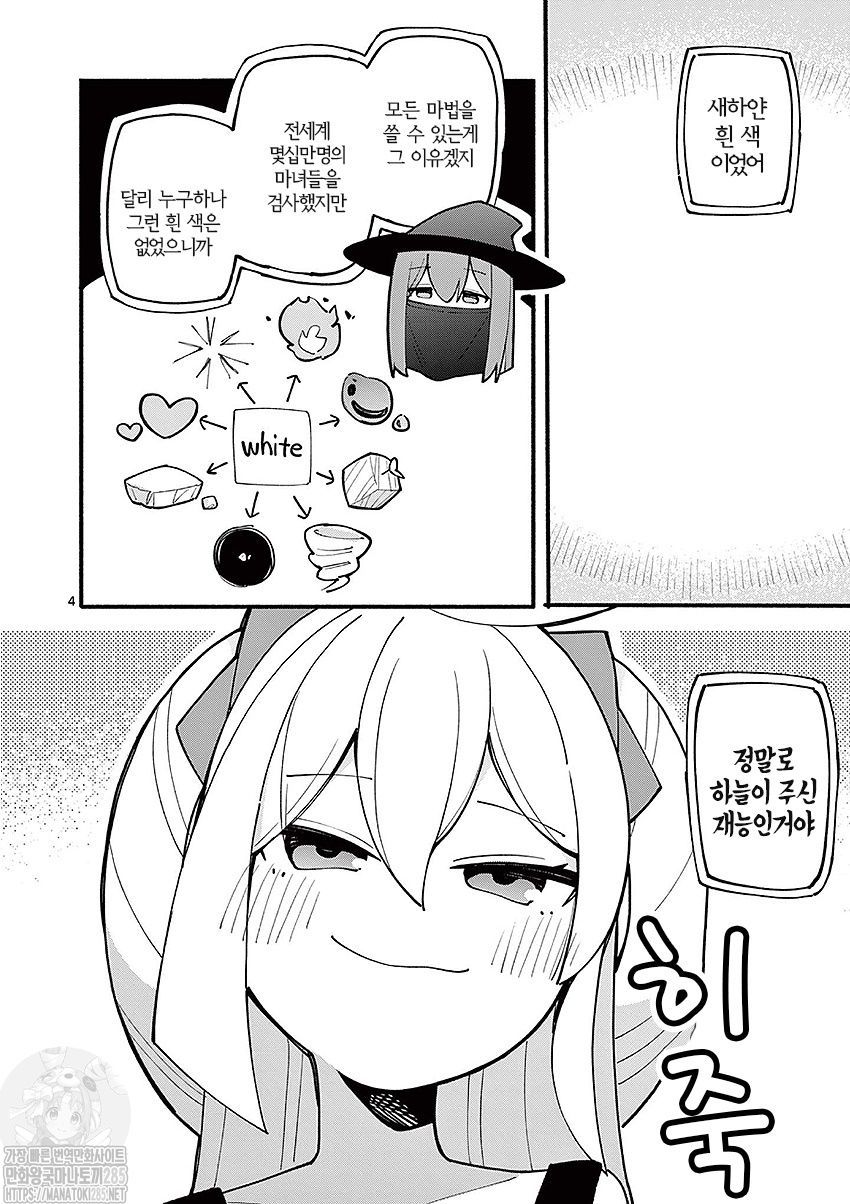 새하얀
흰 색
이었어
모든 마법을
쓸 수 있는게
그 이유겠지
전세계
몇십만명의
마녀들을
검사했지만
달리 누구하나
그런 흰 색은
없었으니까
white
4
정말로
하늘이 주신
재능인거야
히죽
가장 빠른 번역만화사이트
만화왕국마나토끼285
HTTPS://MANATOKI285.NET